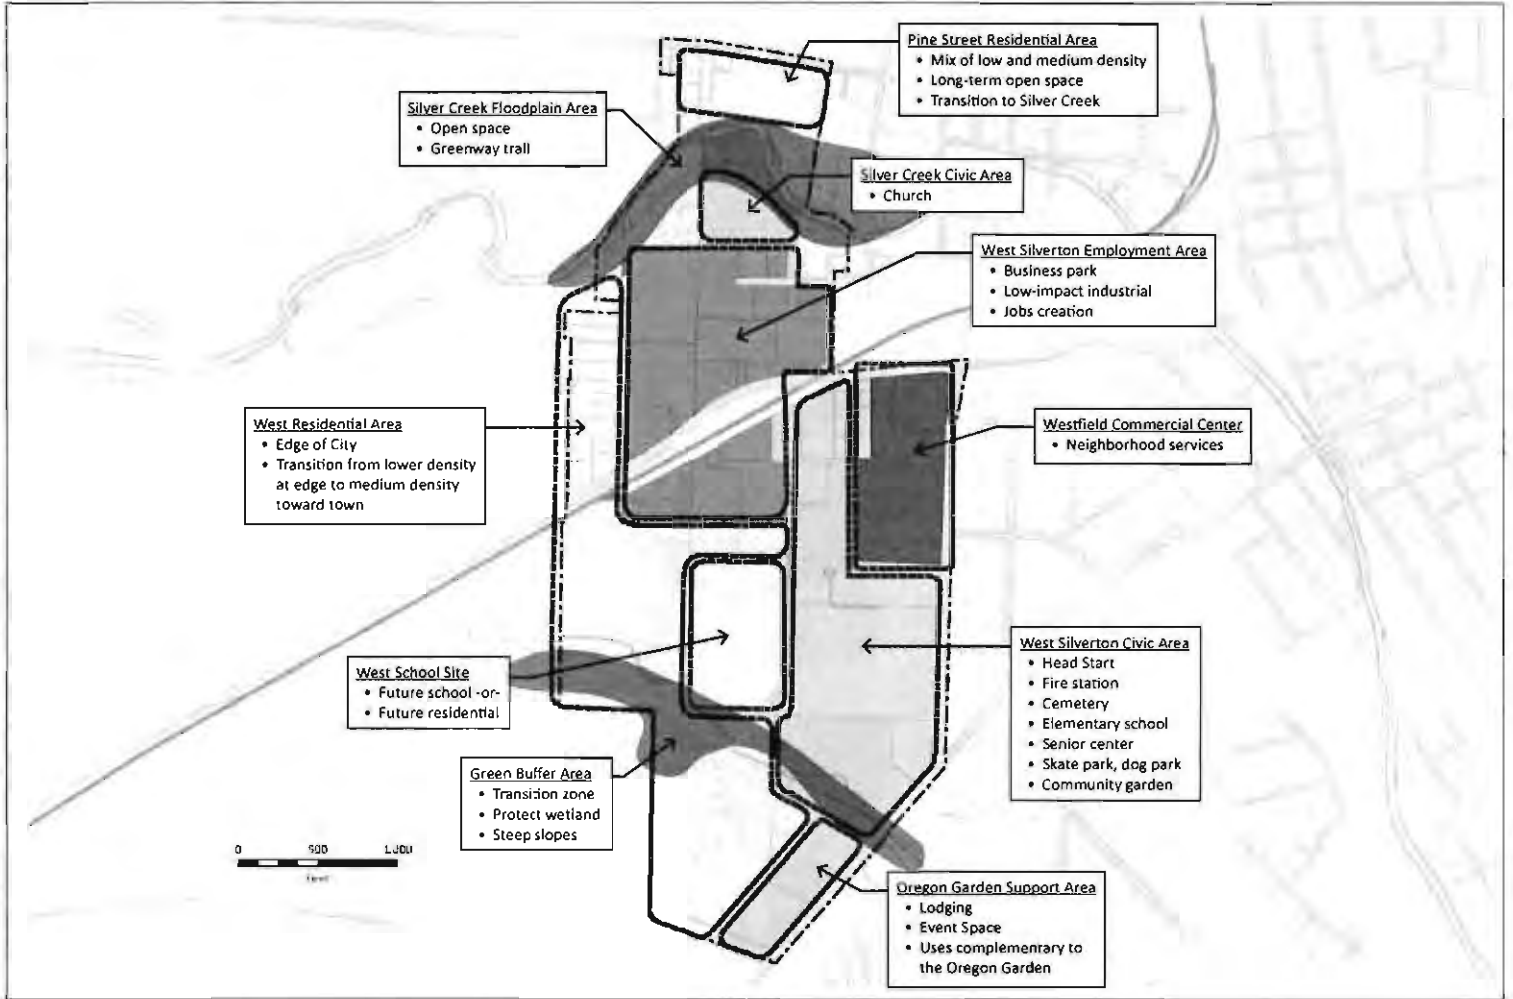 Pine Street Residential Area
• Mix of low and medium density
• Long-term open space
• Transition to Silver Creek
Silver Creek Floodplain Area
• Open space
• Greenway trail
Silver Creek Civic Area
• Church
West Silverton Employment Area
• Business park
• Low-impact industrial
• Jobs creation
West Residential Area
• Edge of City
• Transition from lower density
at edge to medium density
toward town
Westfield Commercial Center
• Neighborhood services
West School Site
• Future school -or-
• Future residential
West Silverton Civic Area
• Head Start
• Fire station
• Cemetery
• Elementary school
• Senior center
• Skate park, dog park
• Community garden
Green Buffer Area
• Transition zone
• Protect wetland
• Steep slopes
0 500 1,000
Feet
Oregon Garden Support Area
• Lodging
• Event Space
• Uses complementary to
the Oregon Garden